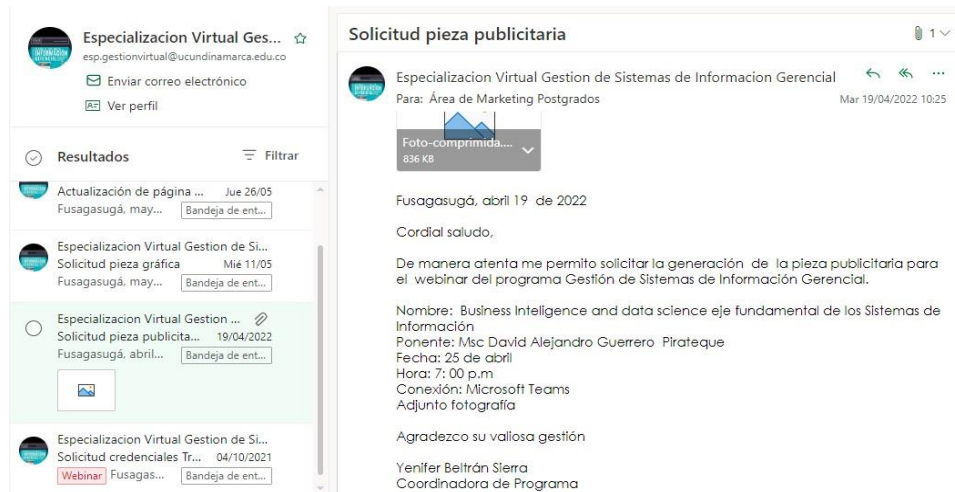 Especializacion Virtual Ges...
esp.gestionvirtual@ucundinamarca.edu.co
Enviar correo electrónico
Ver perfil
Resultados
Filtrar
Actualización de página ... Jue 26/05
Fusagasugá, may... Bandeja de ent...
Especializacion Virtual Gestion de Si...
Solicitud pieza gráfica Mié 11/05
Fusagasugá, may... Bandeja de ent...
Especializacion Virtual Gestion ...
Solicitud pieza publicita... 19/04/2022
Fusagasugá, abril... Bandeja de ent...
Especializacion Virtual Gestion de Si...
Solicitud credenciales Tr... 04/10/2021
Webinar Fusagas... Bandeja de ent...
Solicitud pieza publicitaria
1
Especializacion Virtual Gestion de Sistemas de Informacion Gerencial
Para: Área de Marketing Postgrados
Mar 19/04/2022 10:25
Foto-comprimida....
836 KB
Fusagasugá, abril 19 de 2022
Cordial saludo,
De manera atenta me permito solicitar la generación de la pieza publicitaria para
el webinar del programa Gestión de Sistemas de Información Gerencial.
Nombre: Business Inteligence and data science eje fundamental de los Sistemas de
Información
Ponente: Msc David Alejandro Guerrero Pirateque
Fecha: 25 de abril
Hora: 7: 00 p.m
Conexión: Microsoft Teams
Adjunto fotografía
Agradezco su valiosa gestión
Yenifer Beltrán Sierra
Coordinadora de Programa